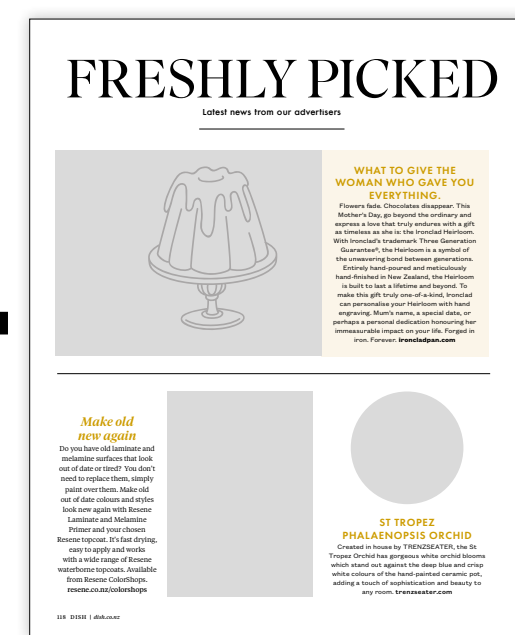 FRESHLY PICKED
Latest news from our advertisers
WHAT TO GIVE THE
WOMAN WHO GAVE YOU
EVERYTHING.
Flowers fade. Chocolates disappear. This
Mother's Day, go beyond the ordinary and
express a love that truly endures with a gift
as timeless as she is: the Ironclad Heirloom.
With Ironclad's trademark Three Generation
Guarantee®, the Heirloom is a symbol of
the unwavering bond between generations.
Entirely hand-poured and meticulously
hand-finished in New Zealand, the Heirloom
is built to last a lifetime and beyond. To
make this gift truly one-of-a-kind, Ironclad
can personalise your Heirloom with hand
engraving. Mum's name, a special date, or
perhaps a personal dedication honouring her
immeasurable impact on your life. Forged in
iron. Forever. ironcladpan.com
Make old
new again
Do you have old laminate and
melamine surfaces that look
out of date or tired? You don't
need to replace them, simply
paint over them. Make old
out of date colours and styles
look new again with Resene
Laminate and Melamine
Primer and your chosen
Resene topcoat. It's fast drying,
easy to apply and works
with a wide range of Resene
waterborne topcoats. Available
from Resene ColorShops.
resene.co.nz/colorshops
ST TROPEZ
PHALAENOPSIS ORCHID
Created in house by TRENZSEATER, the St
Tropez Orchid has gorgeous white orchid blooms
which stand out against the deep blue and crisp
white colours of the hand-painted ceramic pot,
adding a touch of sophistication and beauty to
any room. trenzseater.com
118 DISH | dish.co.nz